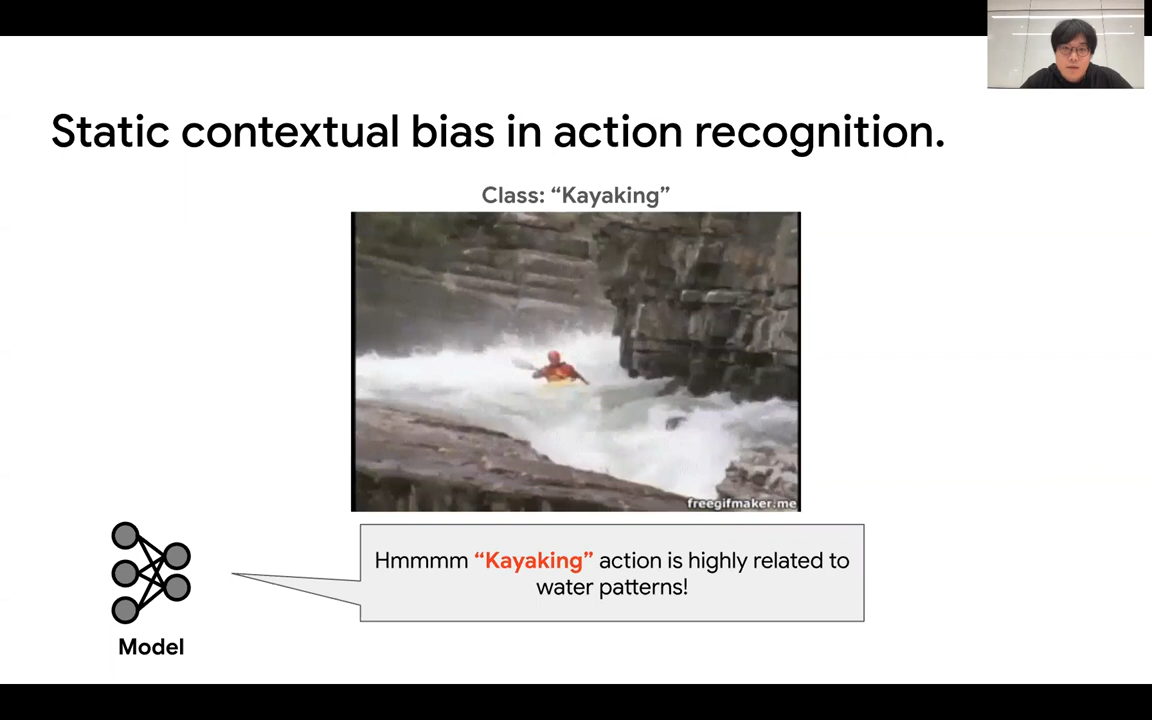 Static contextual bias in action recognition.
Class: “Kayaking”
freegifmaker.me
Hmmmm “Kayaking” action is highly related to
water patterns!
Model